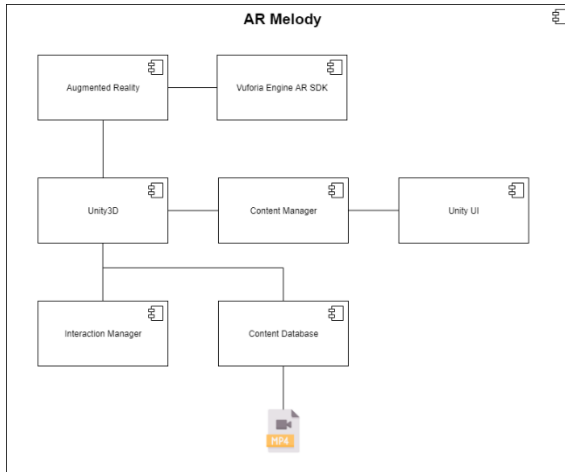 AR Melody
Augmented Reality
Vuforia Engine AR SDK
Unity3D
Content Manager
Unity UI
Interaction Manager
Content Database
MP4